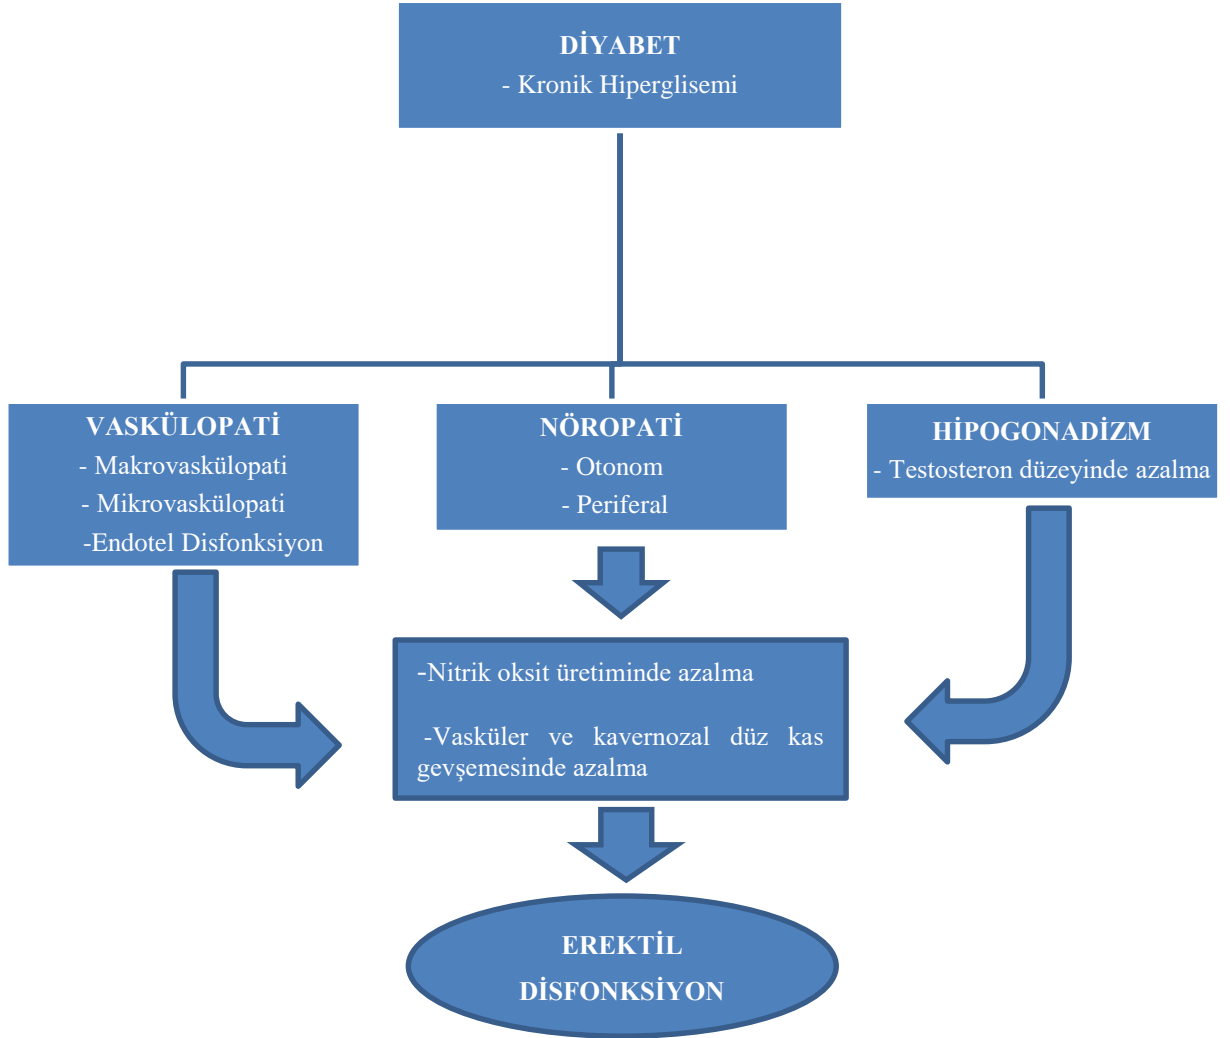 DİYABET
- Kronik Hiperglisemi
VASKÜLOPATİ
- Makrovaskülopati
- Mikrovaskülopati
-Endotel Disfonksiyon
NÖROPATİ
- Otonom
- Periferal
HİPOGONADİZM
- Testosteron düzeyinde azalma
-Nitrik oksit üretiminde azalma
-Vasküler ve kavernozal düz kas
gevşemesinde azalma
EREKTİL
DİSFONKSİYON